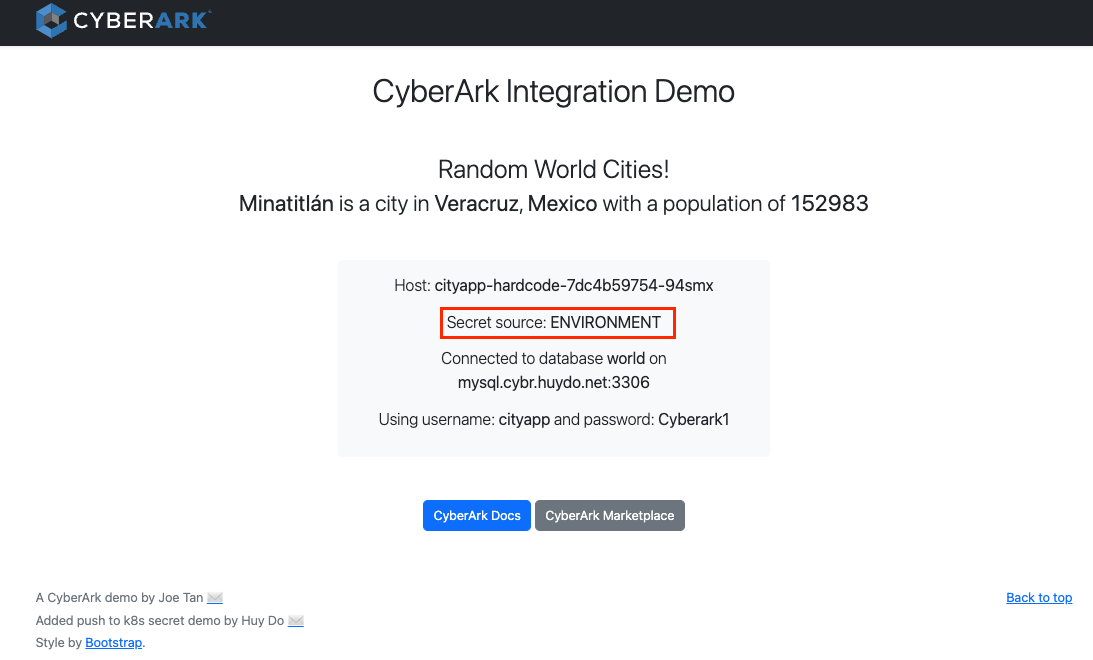 CYBERARK
CyberArk Integration Demo
Random World Cities!
Minatitlán is a city in Veracruz, Mexico with a population of 152983
Host: cityapp-hardcode-7dc4b59754-94smx
Secret source: ENVIRONMENT
Connected to database world on
mysql.cybr.huydo.net:3306
Using username: cityapp and password: Cyberark1
CyberArk Docs CyberArk Marketplace
A CyberArk demo by Joe Tan
Back to top
Added push to k8s secret demo by Huy Do
Style by Bootstrap.